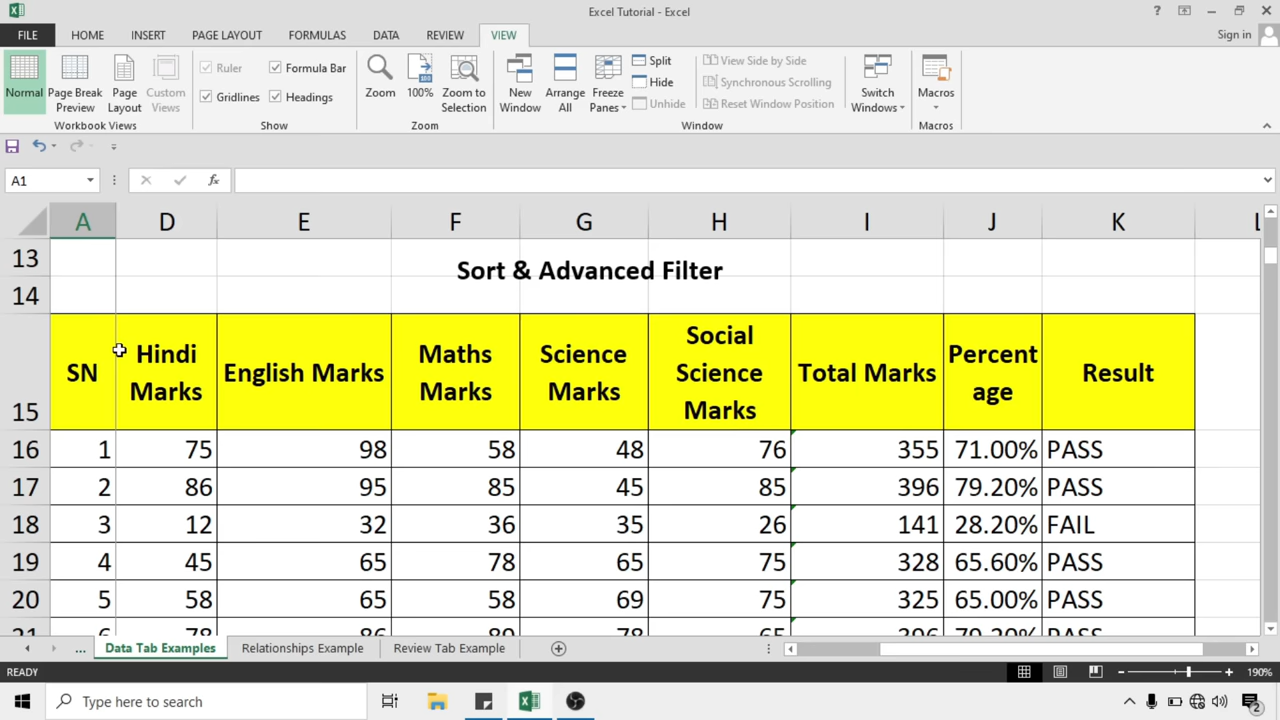 Excel Tutorial - Excel
?
FILE HOME INSERT PAGE LAYOUT FORMULAS DATA REVIEW VIEW Sign in
Normal
Page Break
Preview
Page
Layout
Custom
Views
Workbook Views
Ruler
Formula Bar
Gridlines
Headings
Show
Zoom
100%
Zoom to
Selection
Zoom
New
Window
Arrange
All
Freeze
Panes
Split
Hide
Unhide
View Side by Side
Synchronous Scrolling
Reset Window Position
Window
Switch
Windows
Macros
Macros
A1
fx
A D E F G H I J K L
13
Sort & Advanced Filter
14
15
SN
Hindi
Marks
English Marks
Maths
Marks
Science
Marks
Social
Science
Marks
Total Marks
Percent
age
Result
16 1 75 98 58 48 76 355 71.00% PASS
17 2 86 95 85 45 85 396 79.20% PASS
18 3 12 32 36 35 26 141 28.20% FAIL
19 4 45 65 78 65 75 328 65.60% PASS
20 5 58 65 58 69 75 325 65.00% PASS
21 6 78 86 89 78 65 396 79.20% PASS
... Data Tab Examples Relationships Example Review Tab Example
READY
190%
Type here to search
2